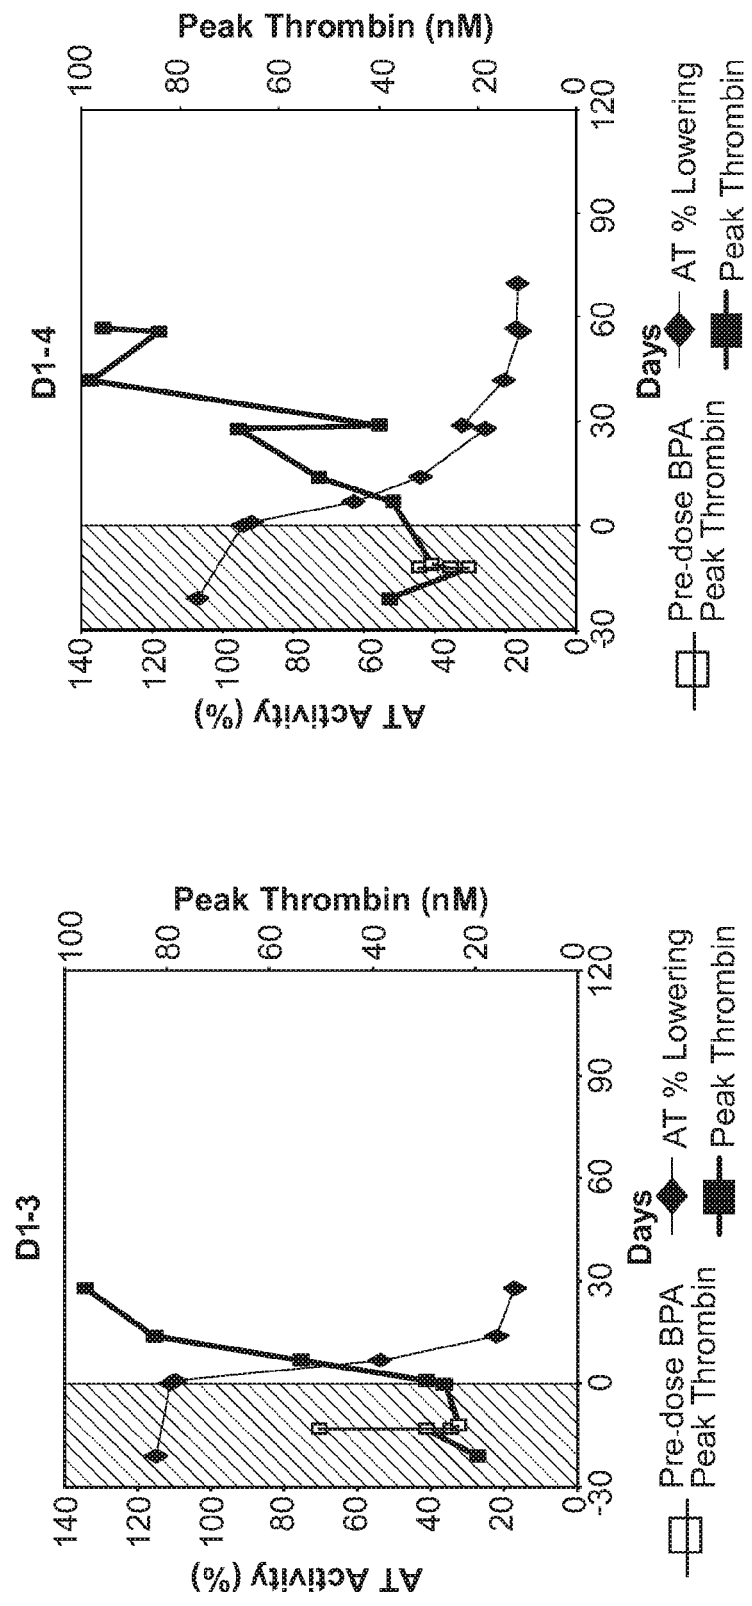 D1-3
AT Activity (%)
140
120
100
80
60
40
20
0
-30 0 30 60 90 120
100
80
60
40
20
0
Peak Thrombin (nM)
Days
Pre-dose BPA
Peak Thrombin
AT % Lowering
Peak Thrombin
D1-4
AT Activity (%)
140
120
100
80
60
40
20
0
-30 0 30 60 90 120
100
80
60
40
20
0
Peak Thrombin (nM)
Days
Pre-dose BPA
Peak Thrombin
AT % Lowering
Peak Thrombin